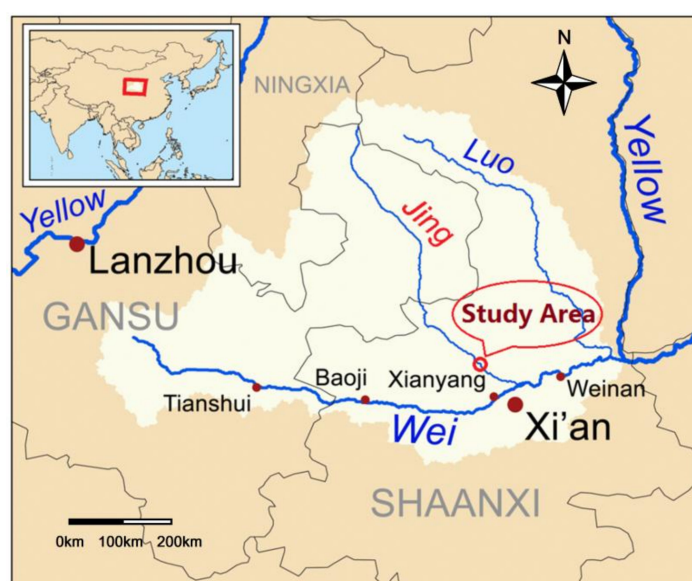 N
NINGXIA
Yellow
Luo
Yellow
Jing
Lanzhou
GANSU
Study Area
Baoji
Xianyang
Weinan
Tianshui
Wei
Xi'an
SHAANXI
0km 100km 200km